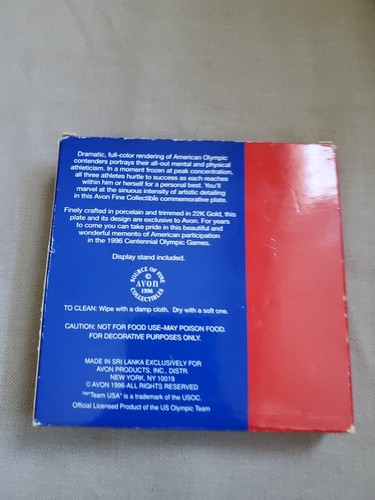 Dramatic, full-color rendering of American Olympic
contenders portrays their all-out mental and physical
athleticism. In a moment frozen at peak concentration,
all three athletes hurtle to success as each reaches
within him or herself for a personal best. You'll
marvel at the sinuous intensity of artistic detailing
in this Avon Fine Collectible commemorative plate.
Finely crafted in porcelain and trimmed in 22K Gold, this
plate and its design are exclusive to Avon. For years
to come you can take pride in this beautiful and
wonderful memento of American participation
in the 1996 Centennial Olympic Games.
Display stand included.
SOURCE OF FINE
©
AVON
1996
COLLECTIBLES
TO CLEAN: Wipe with a damp cloth. Dry with a soft one.
CAUTION: NOT FOR FOOD USE–MAY POISON FOOD.
FOR DECORATIVE PURPOSES ONLY.
MADE IN SRI LANKA EXCLUSIVELY FOR
AVON PRODUCTS, INC., DISTR.
NEW YORK, NY 10019
© AVON 1996-ALL RIGHTS RESERVED
"Team USA" is a trademark of the USOC.
Official Licensed Product of the US Olympic Team